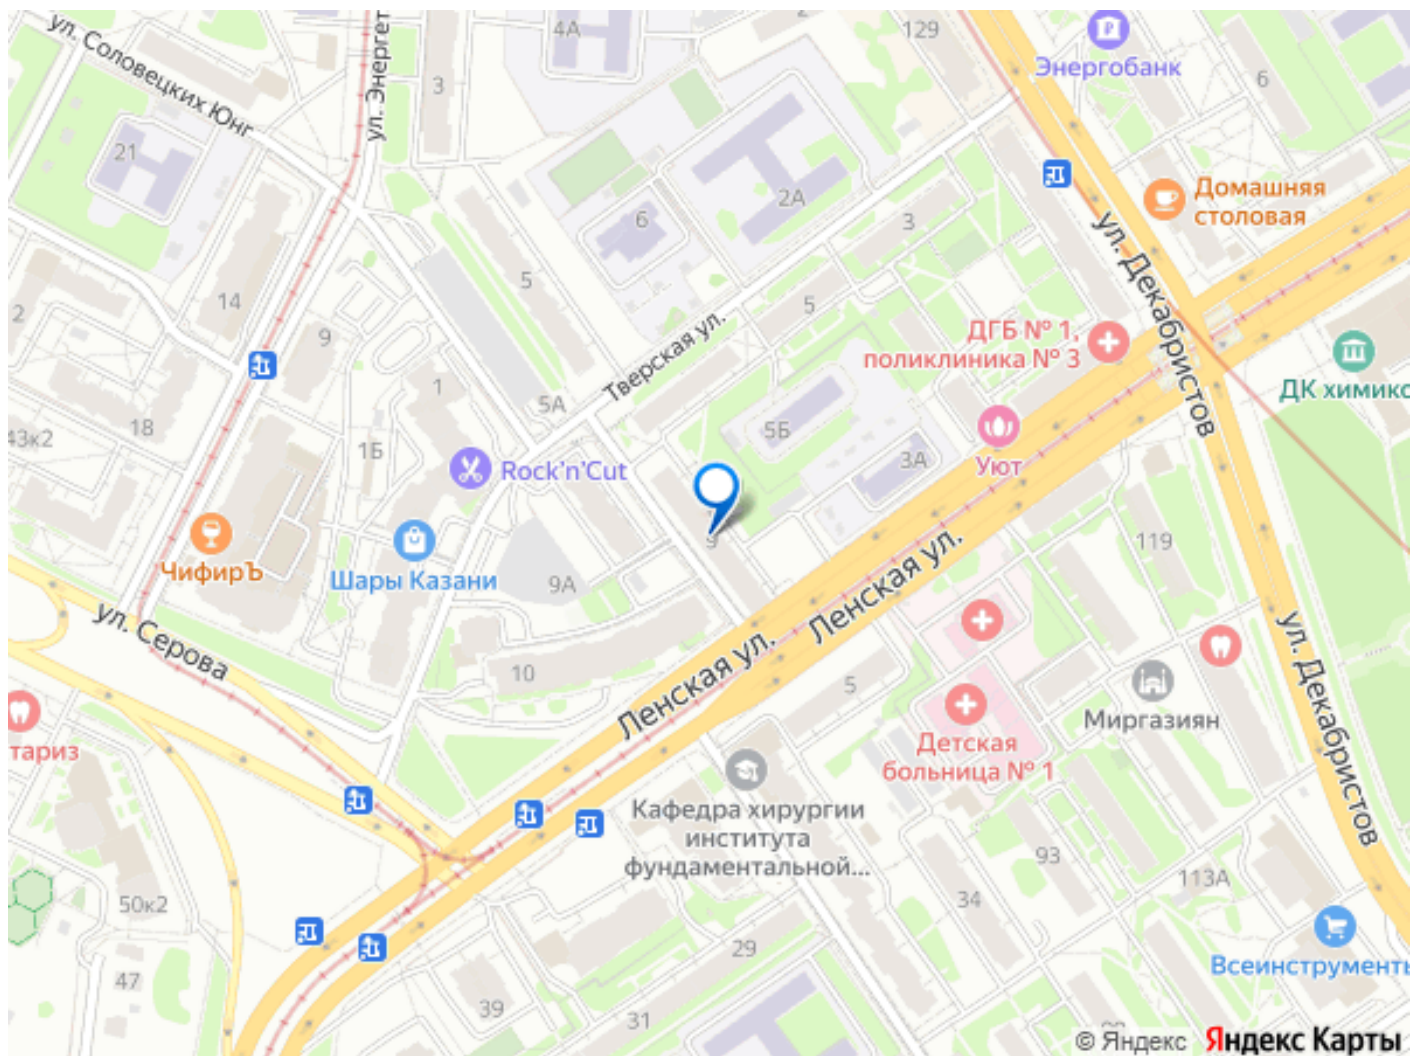 ул. Соловецких Юнг
ул. Энергет
4А
2
129
Энергобанк
6
3
21
2А
6
3
Домашняя
столовая
ул. Декабристов
5
5
14
2
9
ДГБ № 1,
поликлиника № 3
ДК химико
Тверская ул.
1
5А
18
43к2
1Б
5Б
3А
Уют
Rock'n'Cut
9
119
ЧифирЪ
Шары Казани
9А
Ленская ул.
ул. Серова
10
Ленская ул.
5
ул. Декабристов
Миргазиян
тариз
Детская
больница № 1
Кафедра хирургии
института
фундаментальной...
93
113А
34
50к2
29
47
39
31
Всеинструменты
© Яндекс Яндекс Карты